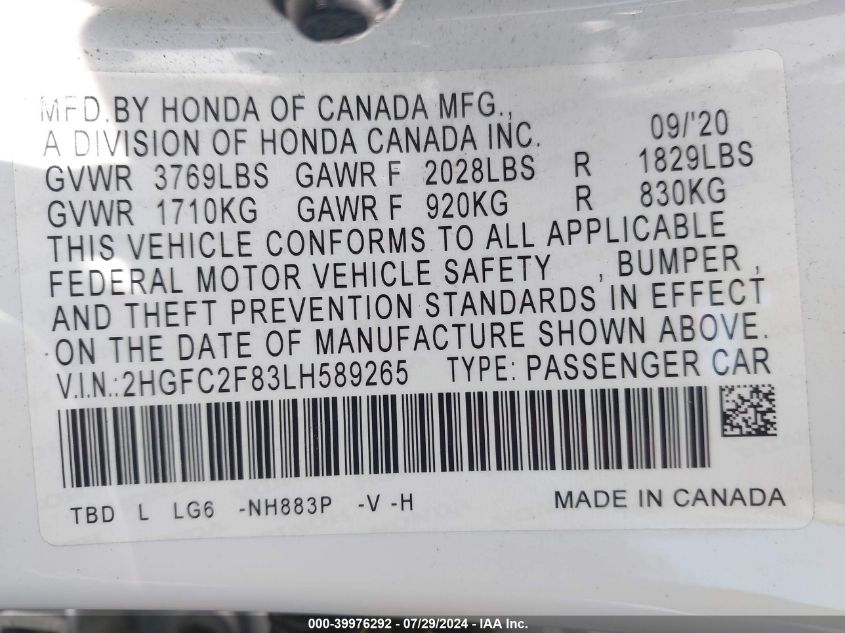 MFD.BY HONDA OF CANADA MFG.,
A DIVISION OF HONDA CANADA INC. 09/'20
GVWR 3769LBS GAWR F 2028LBS R 1829LBS
GVWR 1710KG GAWR F 920KG R 830KG
THIS VEHICLE CONFORMS TO ALL APPLICABLE
FEDERAL MOTOR VEHICLE SAFETY , BUMPER ,
AND THEFT PREVENTION STANDARDS IN EFFECT
ON THE DATE OF MANUFACTURE SHOWN ABOVE.
V.I.N.:2HGFC2F83LH589265 TYPE: PASSENGER CAR
TBD L LG6 -NH883P -V -H MADE IN CANADA
000-39976292 - 07/29/2024 - IAA Inc.